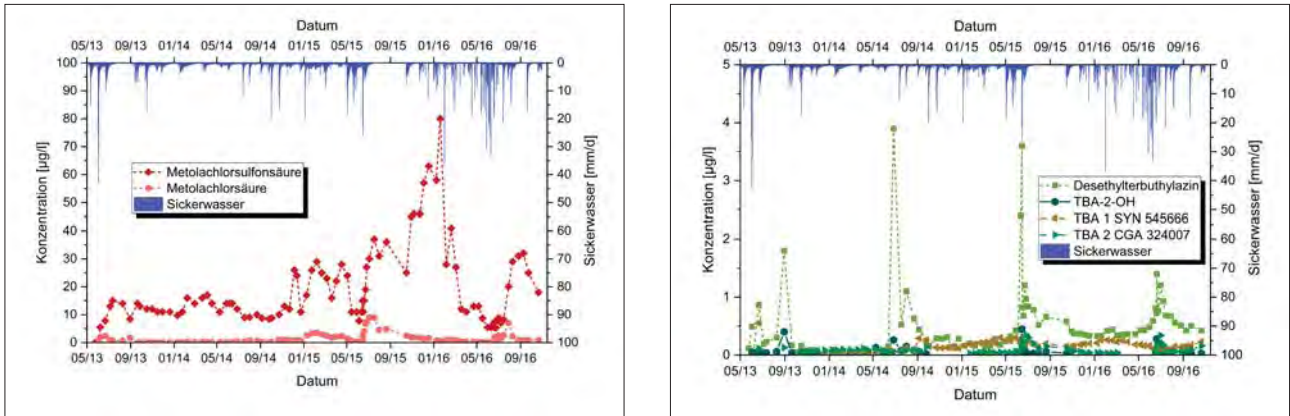 Datum
05/13 09/13 01/14 05/14 09/14 01/15 05/15 09/15 01/16 05/16 09/16
100 0
90 10
80 20
70 30
60 40
50 50
40 60
30 70
20 80
10 90
0 100
Konzentration [µg/l]
Sickerwasser [mm/d]
Metolachlorsulfonsäure
Metolachlorsäure
Sickerwasser
05/13 09/13 01/14 05/14 09/14 01/15 05/15 09/15 01/16 05/16 09/16
Datum
Datum
05/13 09/13 01/14 05/14 09/14 01/15 05/15 09/15 01/16 05/16 09/16
5 0
10
4 20
30
3 40
50
2 60
70
1 80
90
0 100
Konzentration [µg/l]
Sickerwasser [mm/d]
Desethylterbuthylazin
TBA-2-OH
TBA 1 SYN 545666
TBA 2 CGA 324007
Sickerwasser
05/13 09/13 01/14 05/14 09/14 01/15 05/15 09/15 01/16 05/16 09/16
Datum